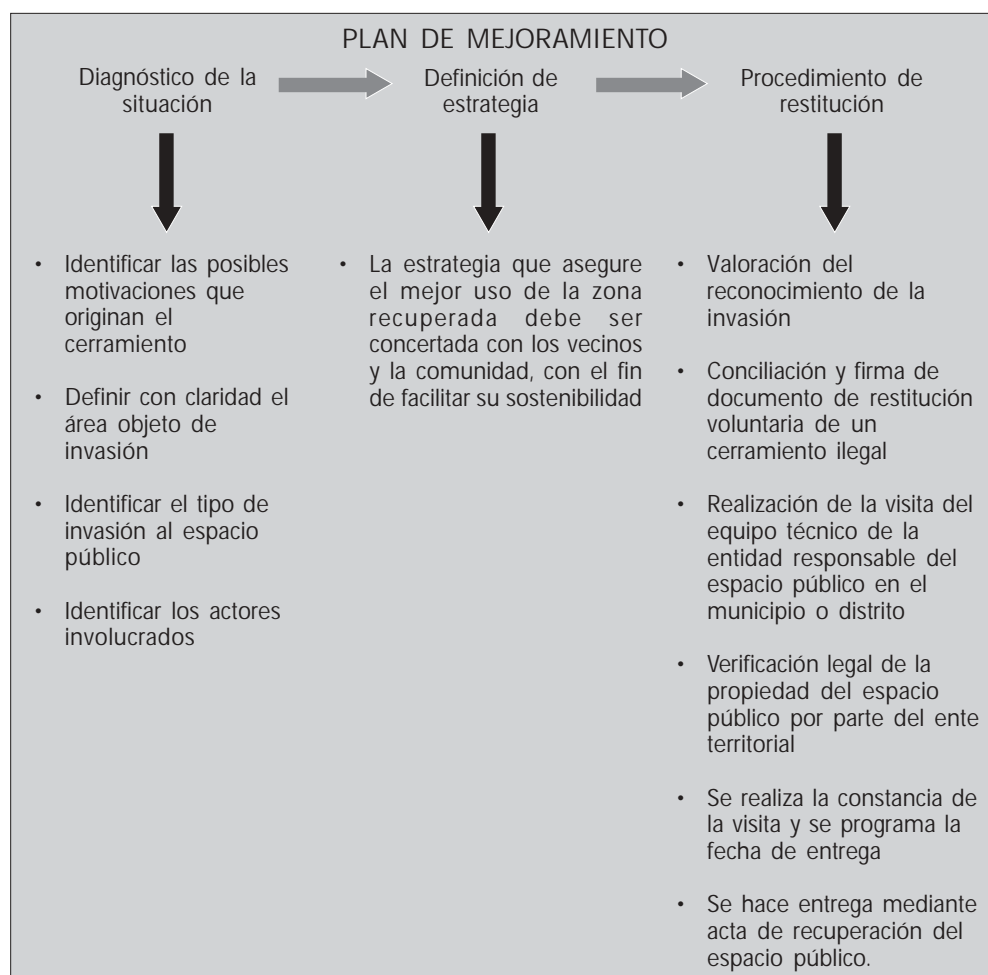 PLAN DE MEJORAMIENTO
Diagnóstico de la
situación
Definición de
estrategia
Procedimiento de
restitución
• Identificar las posibles
motivaciones que
originan el
cerramiento
• Definir con claridad el
área objeto de
invasión
• Identificar el tipo de
invasión al espacio
público
• Identificar los actores
involucrados
• La estrategia que asegure
el mejor uso de la zona
recuperada debe ser
concertada con los vecinos
y la comunidad, con el fin
de facilitar su sostenibilidad
• Valoración del
reconocimiento de la
invasión
• Conciliación y firma de
documento de restitución
voluntaria de un
cerramiento ilegal
• Realización de la visita del
equipo técnico de la
entidad responsable del
espacio público en el
municipio o distrito
• Verificación legal de la
propiedad del espacio
público por parte del ente
territorial
• Se realiza la constancia de
la visita y se programa la
fecha de entrega
• Se hace entrega mediante
acta de recuperación del
espacio público.